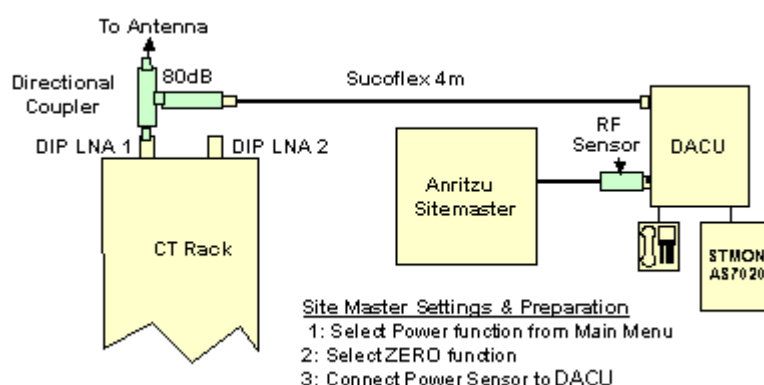 To Antenna
Directional
Coupler
80dB
Sucoflex 4m
DIP LNA 1
DIP LNA 2
CT Rack
Anritzu
Sitemaster
RF
Sensor
DACU
STMON
AS7020
Site Master Settings & Preparation
1: Select Power function from Main Menu
2: Select ZERO function
3: Connect Power Sensor to DACU